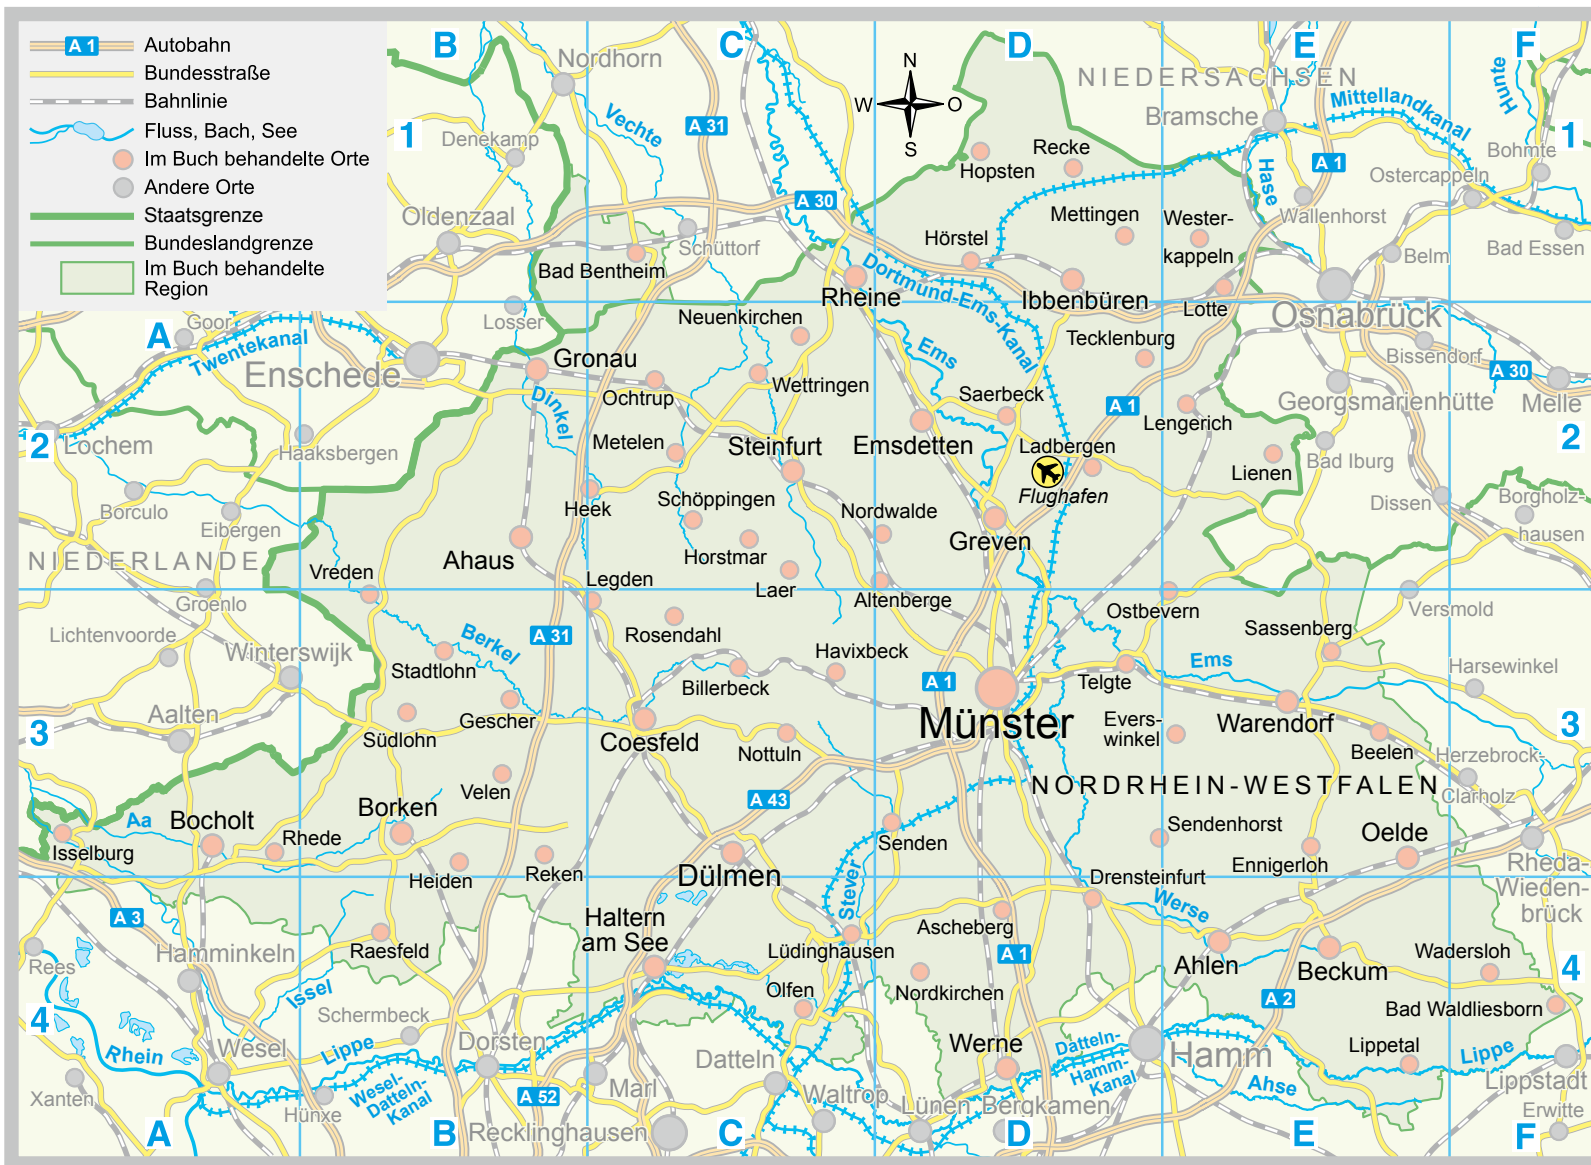 A 1 Autobahn
Bundesstraße
Bahnlinie
Fluss, Bach, See
Im Buch behandelte Orte
Andere Orte
Staatsgrenze
Bundeslandgrenze
Im Buch behandelte
Region
B
C
D
E
F
1
1
N
W
O
S
Nordhorn
NIEDERSACHSEN
Hunte
Vechte
A 31
Bramsche
Mittellandkanal
Denekamp
Recke
Hopsten
Hase
A 1
Bohmte
Ostercappeln
Oldenzaal
A 30
Schüttorf
Mettingen
Wester-
kappeln
Wallenhorst
Bad Essen
Hörstel
Belm
Bad Bentheim
Dortmund-Ems-Kanal
Rheine
Ibbenbüren
Lotte
Osnabrück
A
Goor
Losser
Neuenkirchen
Twentekanal
Enschede
Gronau
Ems
Tecklenburg
Bissendorf
A 30
Wettringen
Ochtrup
Dinkel
Saerbeck
A 1
Georgsmarienhütte
Melle
Lengerich
2
Lochem
Haaksbergen
Metelen
Steinfurt
Emsdetten
Ladbergen
Flughafen
Lienen
Bad Iburg
2
Borculo
Eibergen
Heek
Schöppingen
Nordwalde
Dissen
Borgholz-
hausen
NIEDERLANDE
Ahaus
Horstmar
Greven
Vreden
Legden
Laer
Altenberge
Groenlo
Ostbevern
Versmold
Lichtenvoorde
Winterswijk
Berkel
A 31
Rosendahl
Sassenberg
Stadtlohn
Havixbeck
Ems
Harsewinkel
Billerbeck
A 1
Telgte
Aalten
Gescher
Münster
Evers-
winkel
Warendorf
3
Südlohn
Coesfeld
Nottuln
Beelen
3
Herzebrock-
Clarholz
Velen
NORDRHEIN-WESTFALEN
A 43
Aa
Bocholt
Borken
Rhede
Isselburg
Senden
Sendenhorst
Oelde
Ennigerloh
Heiden
Reken
Dülmen
Drensteinfurt
Rheda-
Wieden-
brück
A 3
Haltern
am See
Stever
Werse
Ascheberg
Raesfeld
Hamminkeln
Rees
Lüdinghausen
A 1
Ahlen
Beckum
Wadersloh
4
Issel
Olfen
Nordkirchen
A 2
Bad Waldliesborn
4
Schermbeck
Rhein
Wesel
Lippe
Dorsten
Datteln
Werne
Datteln-
Hamm-
Kanal
Hamm
Lippetal
Lippe
Lippstadt
Xanten
Hünxe
Wesel-
Datteln-
Kanal
A 52
Marl
Waltrop
Lünen
Bergkamen
Ahse
Erwitte
A
B
Recklinghausen
C
D
E
F